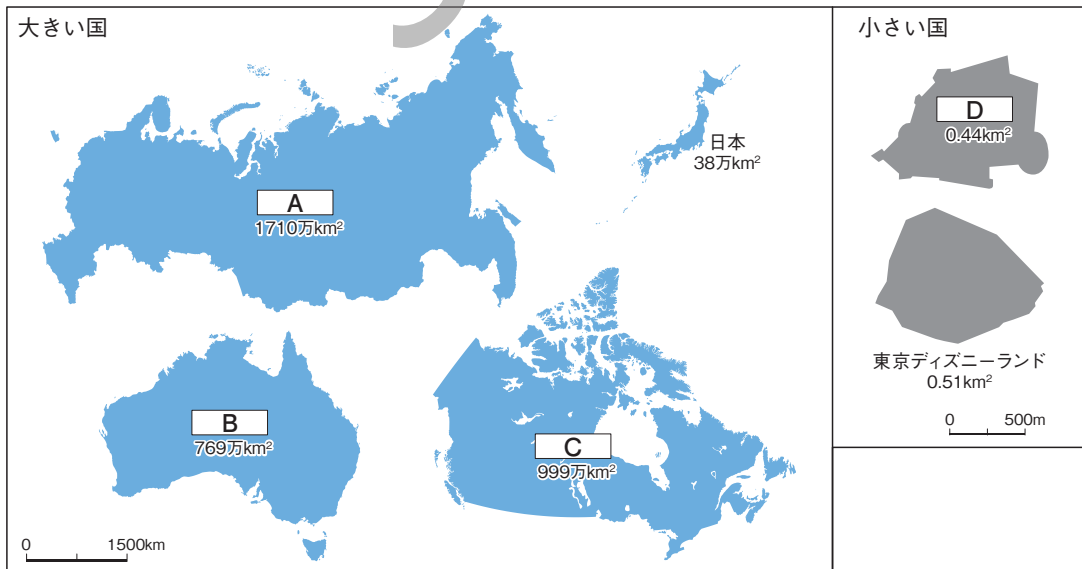 大きい国
A
1710万km²
日本
38万km²
B
769万km²
C
999万km²
0 1500km
小さい国
D
0.44km²
東京ディズニーランド
0.51km²
0 500m